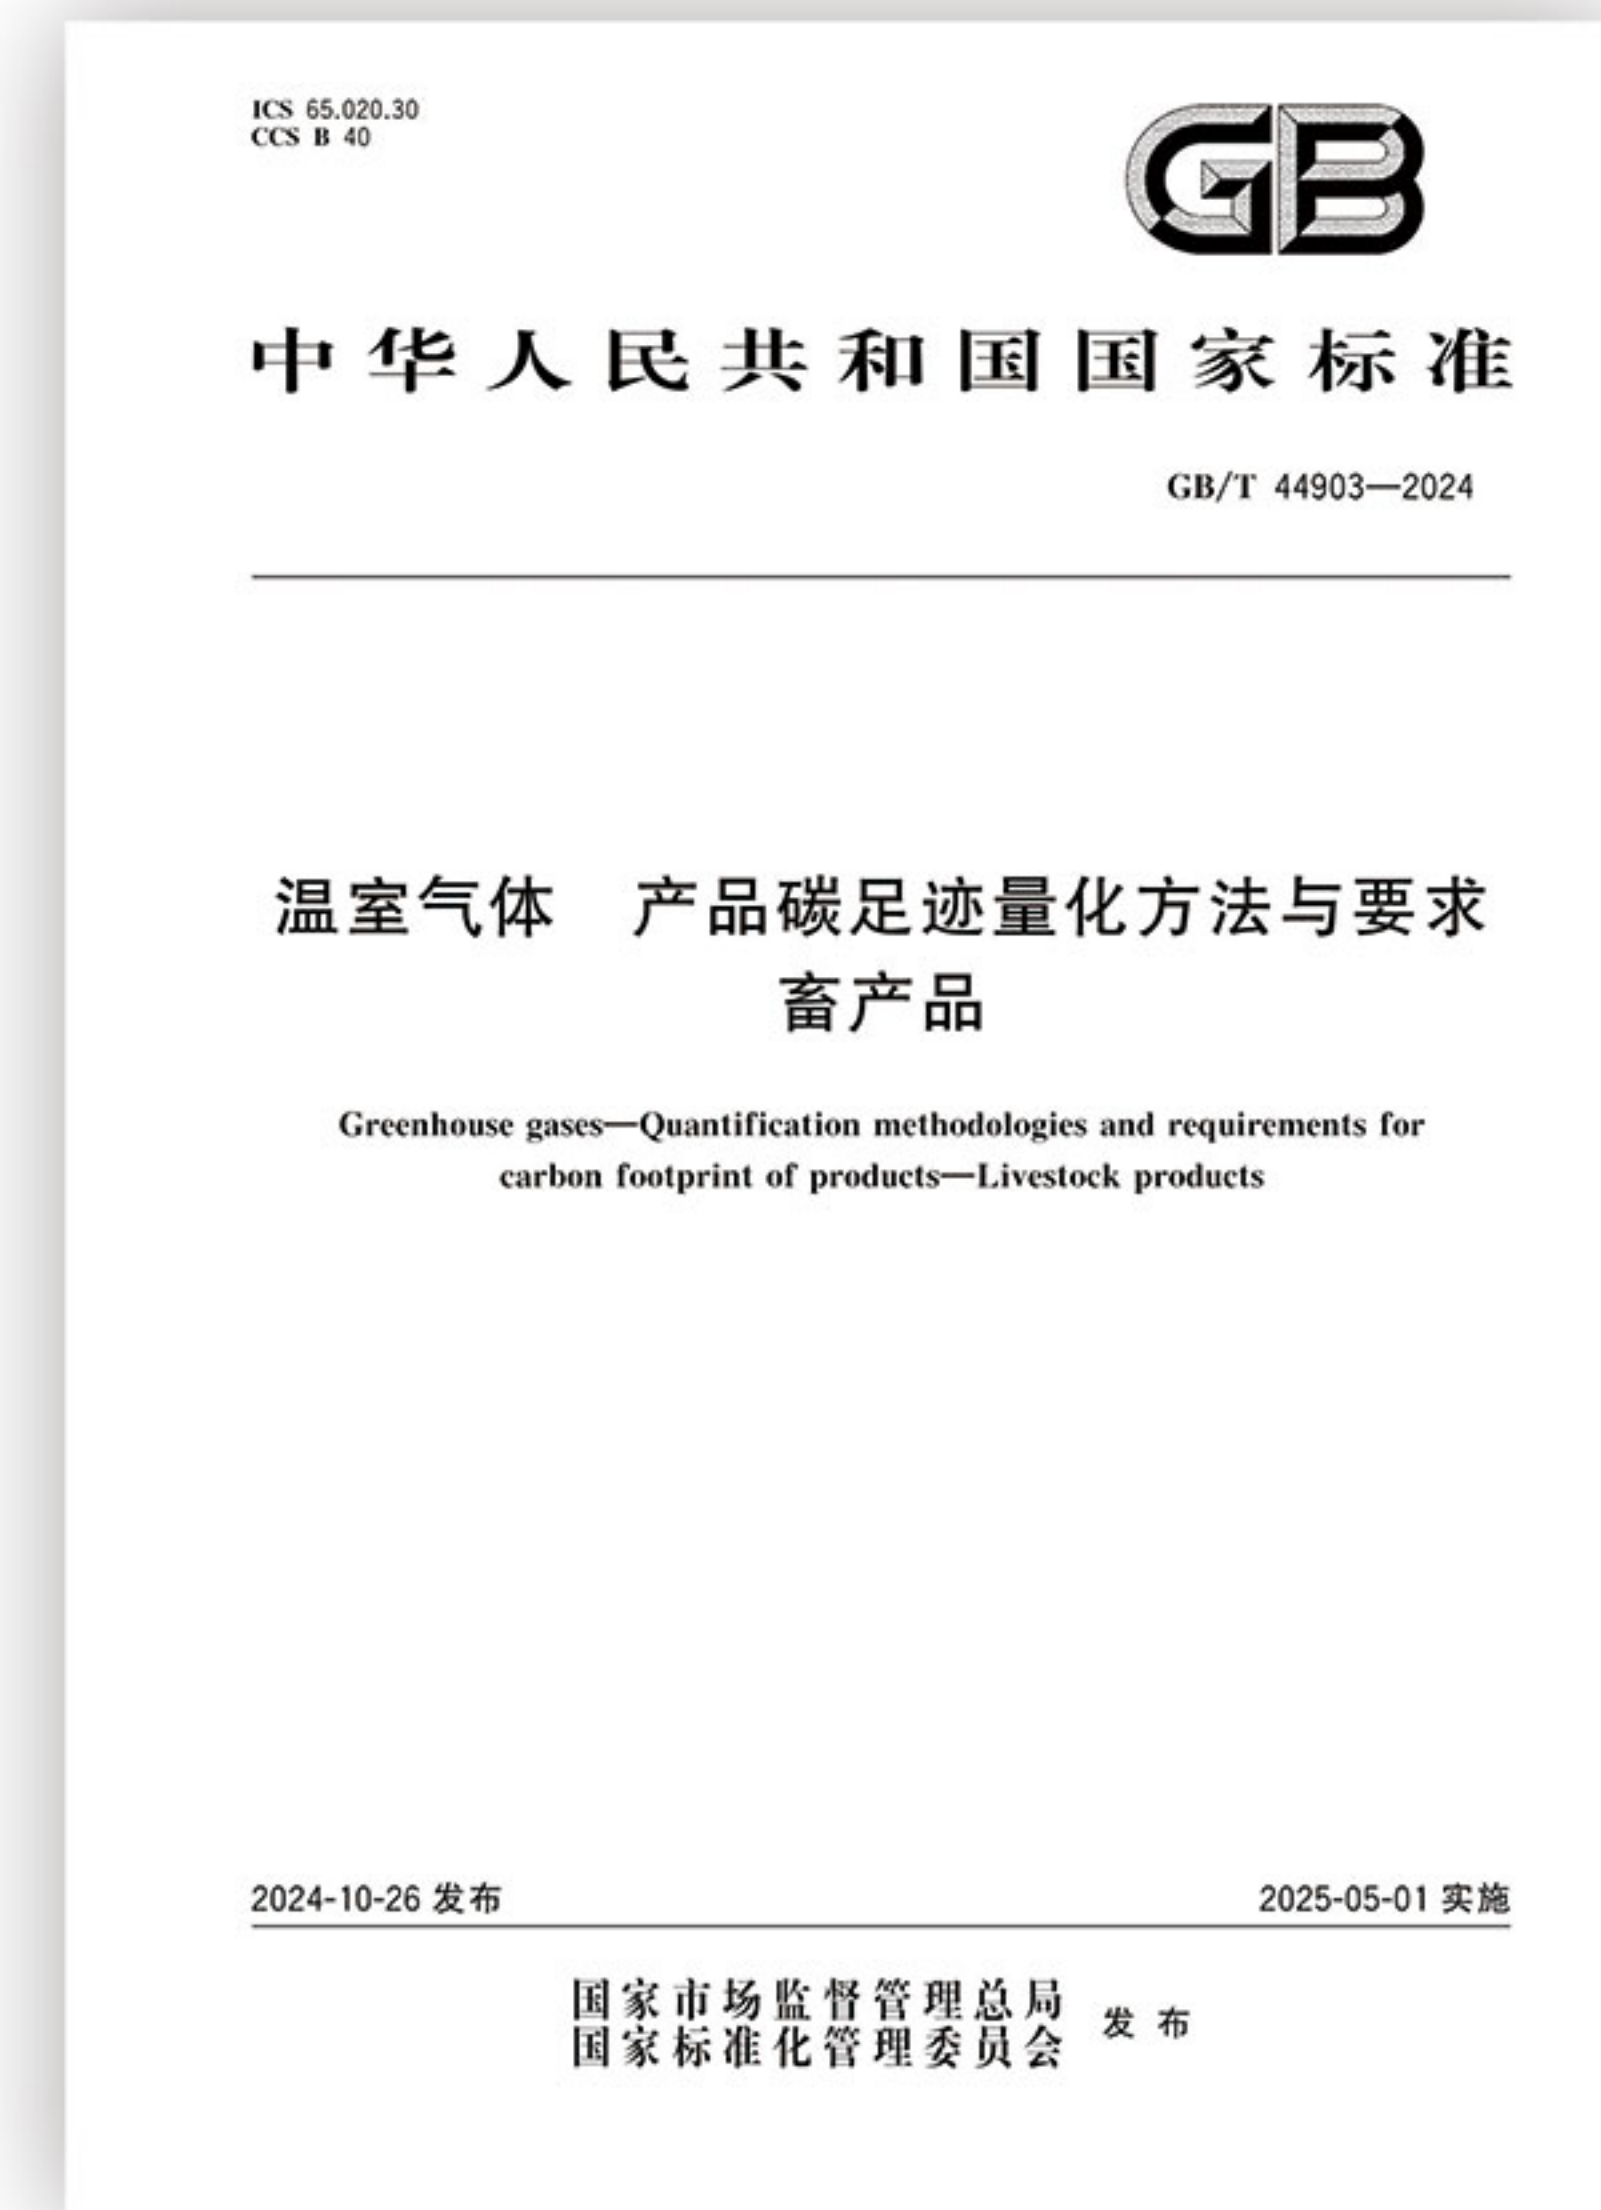 ICS 65.020.30
CCS B 40
GB
中华人民共和国国家标准
GB/T 44903—2024
温室气体 产品碳足迹量化方法与要求
畜产品
Greenhouse gases—Quantification methodologies and requirements for
carbon footprint of products—Livestock products
2024-10-26 发布
2025-05-01 实施
国家市场监督管理总局
国家标准化管理委员会
发布